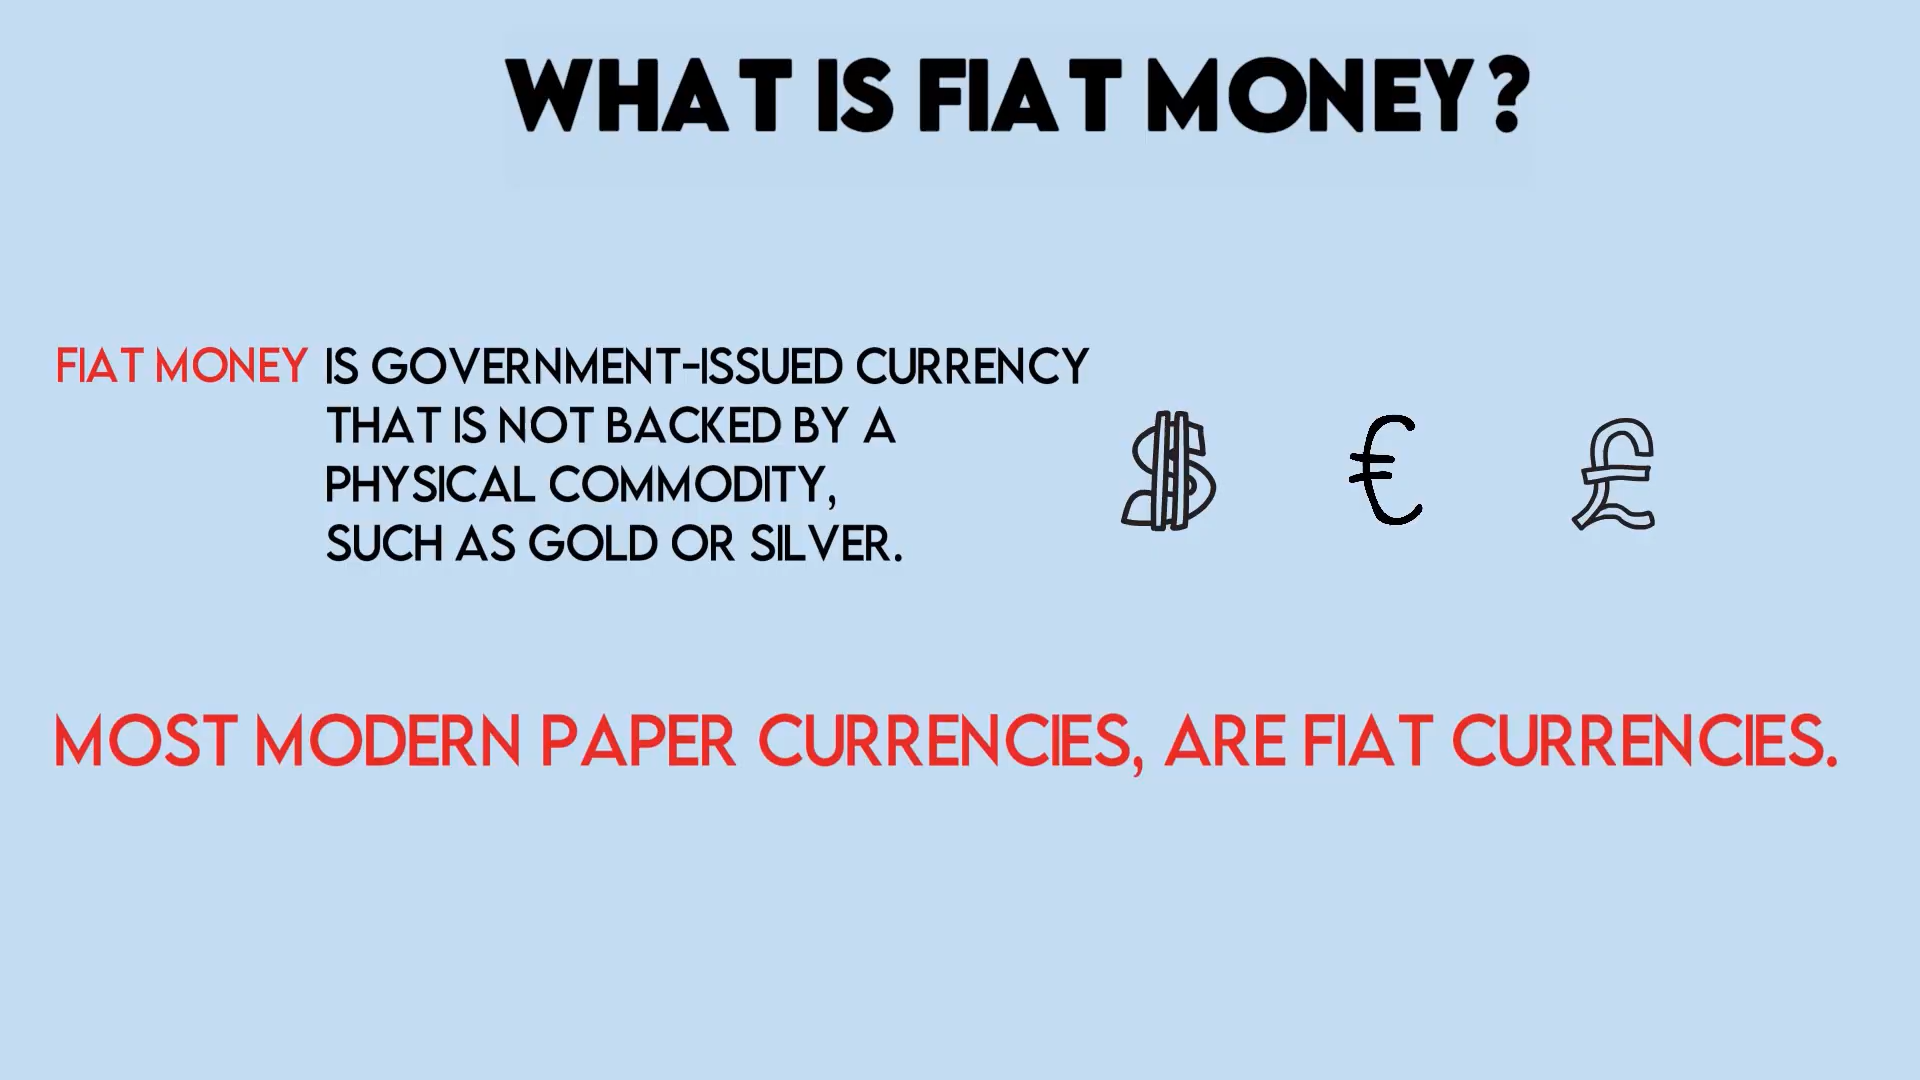 WHAT IS FIAT MONEY?
FIAT MONEY IS GOVERNMENT-ISSUED CURRENCY
THAT IS NOT BACKED BY A
PHYSICAL COMMODITY,
SUCH AS GOLD OR SILVER.
$ € £
MOST MODERN PAPER CURRENCIES, ARE FIAT CURRENCIES.